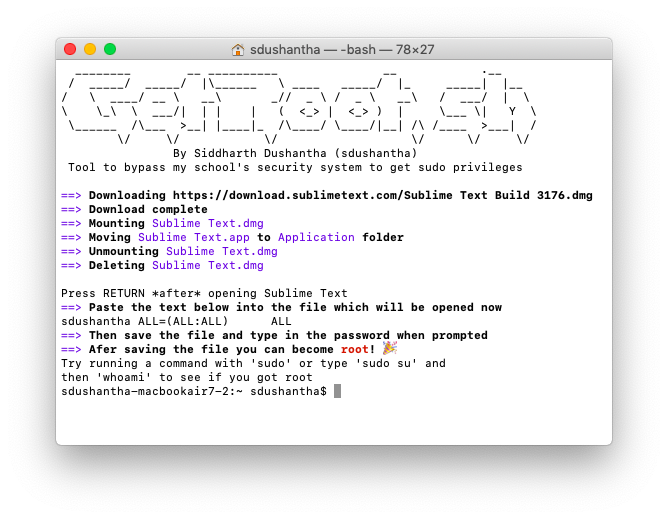 sdushantha — -bash — 78×27
GetRoot.sh
By Siddharth Dushantha (sdushantha)
Tool to bypass my school's security system to get sudo privileges
==> Downloading https://download.sublimetext.com/Sublime Text Build 3176.dmg
==> Download complete
==> Mounting Sublime Text.dmg
==> Moving Sublime Text.app to Application folder
==> Unmounting Sublime Text.dmg
==> Deleting Sublime Text.dmg
Press RETURN *after* opening Sublime Text
==> Paste the text below into the file which will be opened now
sdushantha ALL=(ALL:ALL)      ALL
==> Then save the file and type in the password when prompted
==> Afer saving the file you can become root! 🎉
Try running a command with 'sudo' or type 'sudo su' and
then 'whoami' to see if you got root
sdushantha-macbookair7-2:~ sdushantha$